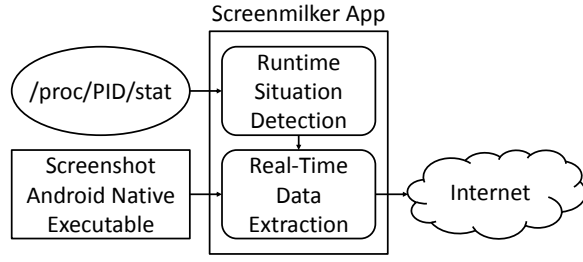 Screenmilker App
/proc/PID/stat
Runtime
Situation
Detection
Screenshot
Android Native
Executable
Real-Time
Data
Extraction
Internet